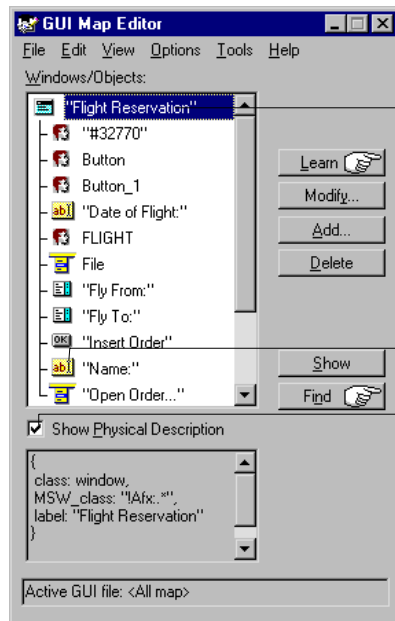 GUI Map Editor
File Edit View Options Tools Help
Windows/Objects:
"Flight Reservation"
"#32770"
Button
Button_1
"Date of Flight:"
FLIGHT
File
"Fly From:"
"Fly To:"
"Insert Order"
"Name:"
"Open Order..."
Learn
Modify...
Add...
Delete
Show
Find
Show Physical Description
{
class: window,
MSW_class: "!Afx:.*",
label: "Flight Reservation"
}
Active GUI file: <All map>